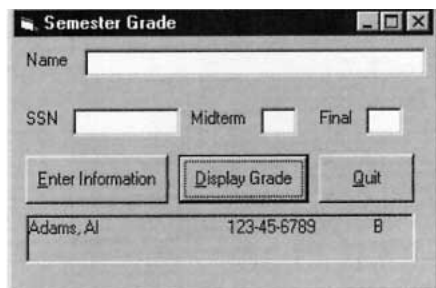 Semester Grade
Name
SSN Midterm Final
Enter Information Display Grade Quit
Adams, Al 123-45-6789 B